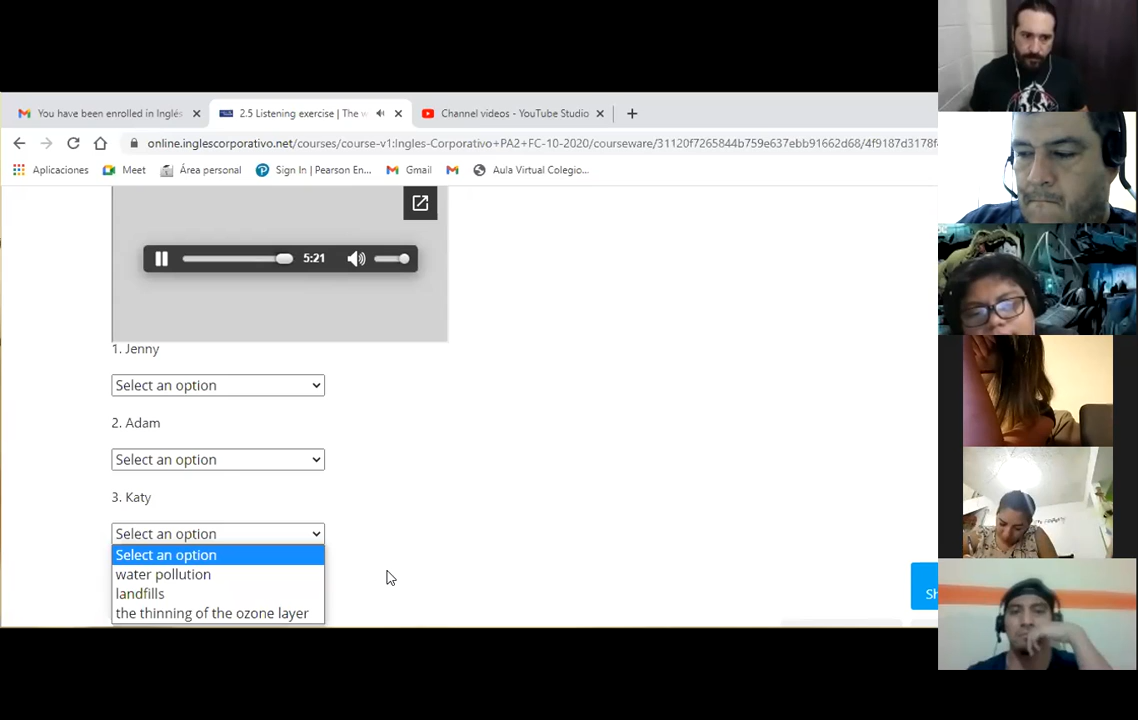 You have been enrolled in Inglés
2.5 Listening exercise | The w
Channel videos - YouTube Studio
online.inglescorporativo.net/courses/course-v1:Ingles-Corporativo+PA2+FC-10-2020/courseware/31120f7265844b759e637ebb91662d68/4f9187d3178f
Aplicaciones
Meet
Área personal
Sign In | Pearson En...
Gmail
Aula Virtual Colegio...
5:21
1. Jenny
Select an option
2. Adam
Select an option
3. Katy
Select an option
Select an option
water pollution
landfills
the thinning of the ozone layer